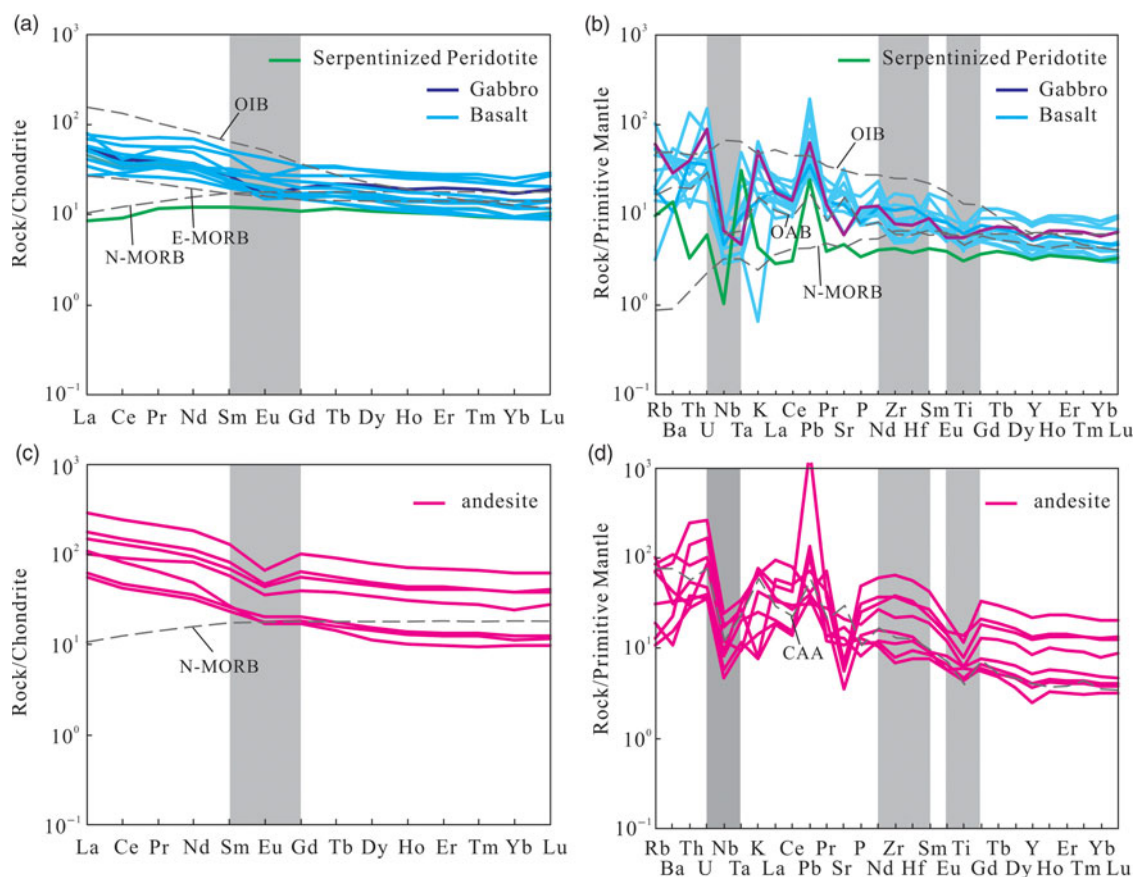 (a)
10³
10²
10¹
10⁰
10⁻¹
Rock/Chondrite
Serpentinized Peridotite
Gabbro
Basalt
OIB
E-MORB
N-MORB
La Ce Pr Nd Sm Eu Gd Tb Dy Ho Er Tm Yb Lu
(b)
10³
10²
10¹
10⁰
10⁻¹
Rock/Primitive Mantle
Serpentinized Peridotite
Gabbro
Basalt
OIB
OAB
N-MORB
Rb Th Nb K Ce Pr P Zr Sm Ti Tb Y Er Yb
Ba U Ta La Pb Sr Nd Hf Eu Gd Dy Ho Tm Lu
(c)
10³
10²
10¹
10⁰
10⁻¹
Rock/Chondrite
andesite
N-MORB
La Ce Pr Nd Sm Eu Gd Tb Dy Ho Er Tm Yb Lu
(d)
10³
10²
10¹
10⁰
10⁻¹
Rock/Primitive Mantle
andesite
CAA
Rb Th Nb K Ce Pr P Zr Sm Ti Tb Y Er Yb
Ba U Ta La Pb Sr Nd Hf Eu Gd Dy Ho Tm Lu